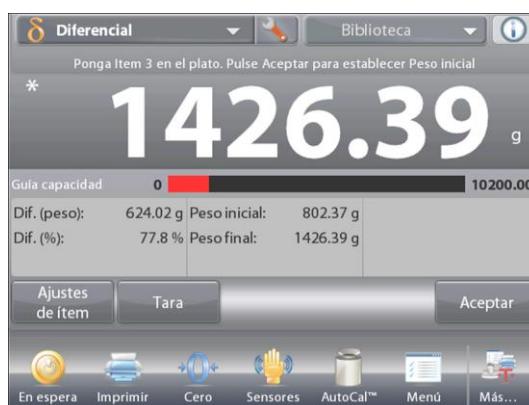 δ Diferencial Biblioteca
Ponga Item 3 en el plato. Pulse Aceptar para establecer Peso inicial
* 1426.39 g
Guía capacidad 0 10200.00
Dif. (peso): 624.02 g Peso inicial: 802.37 g
Dif. (%): 77.8 % Peso final: 1426.39 g
Ajustes
de ítem Tara Aceptar
En espera Imprimir Cero Sensores AutoCal™ Menú Más...